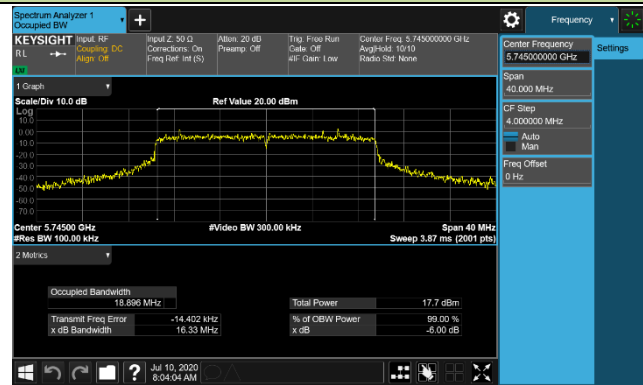 Spectrum Analyzer 1
Occupied BW
+
Frequency
KEYSIGHT
RL
Input: RF
Coupling: DC
Align: Off
Input Z: 50 Ω
Corrections: On
Freq Ref: Int (S)
Atten: 20 dB
Preamp: Off
Trig: Free Run
Gate: Off
#IF Gain: Low
Center Freq: 5.745000000 GHz
Avg|Hold: 10/10
Radio Std: None
Center Frequency
5.745000000 GHz
Settings
Span
40.000 MHz
CF Step
4.000000 MHz
Auto
Man
Freq Offset
0 Hz
1 Graph
Scale/Div 10.0 dB
Ref Value 20.00 dBm
Log
10.0
0.00
-10.0
-20.0
-30.0
-40.0
-50.0
-60.0
-70.0
Center 5.74500 GHz
#Video BW 300.00 kHz
Span 40 MHz
#Res BW 100.00 kHz
Sweep 3.87 ms (2001 pts)
2 Metrics
Occupied Bandwidth
18.896 MHz
Total Power
17.7 dBm
Transmit Freq Error
-14.402 kHz
% of OBW Power
99.00 %
x dB Bandwidth
16.33 MHz
x dB
-6.00 dB
?
Jul 10, 2020
8:04:04 AM